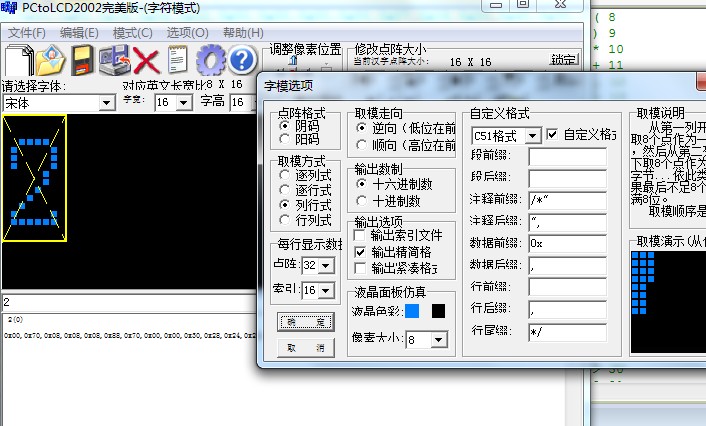 PCtoLCD2002完美版-(字符模式)
文件(F) 编辑(E) 模式(C) 选项(O) 帮助(H)
调整像素位置
修改点阵大小
当前汉字点阵大小: 16 X 16
锁定
请选择字体:
对应英文长宽比8 X 16
宋体
字宽: 16
字高 16
2
2(0)
0x00,0x70,0x08,0x08,0x08,0x88,0x70,0x00,0x00,0x30,0x28,0x24,0x2
字模选项
点阵格式
阴码
阳码
取模方式
逐列式
逐行式
列行式
行列式
每行显示数据
点阵: 32
索引: 16
确 定
取 消
取模走向
逆向(低位在前
顺向(高位在前
输出数制
十六进制数
十进制数
输出选项
输出索引文件
输出精简格式
输出紧凑格式
液晶面板仿真
液晶色彩:
像素大小: 8
自定义格式
C51格式
自定义格式
段前缀:
段后缀:
注释前缀: /*"
注释后缀: ",
数据前缀: 0x
数据后缀: ,
行前缀:
行后缀: ,
行尾缀: */
取模说明
从第一列开
取8个点作为一
,然后从第一列
下取8个点作为
字节...依此类
果最后不足8个
满8位。
取模顺序是
取模演示(从低
( 8
) 9
* 10
+ 11